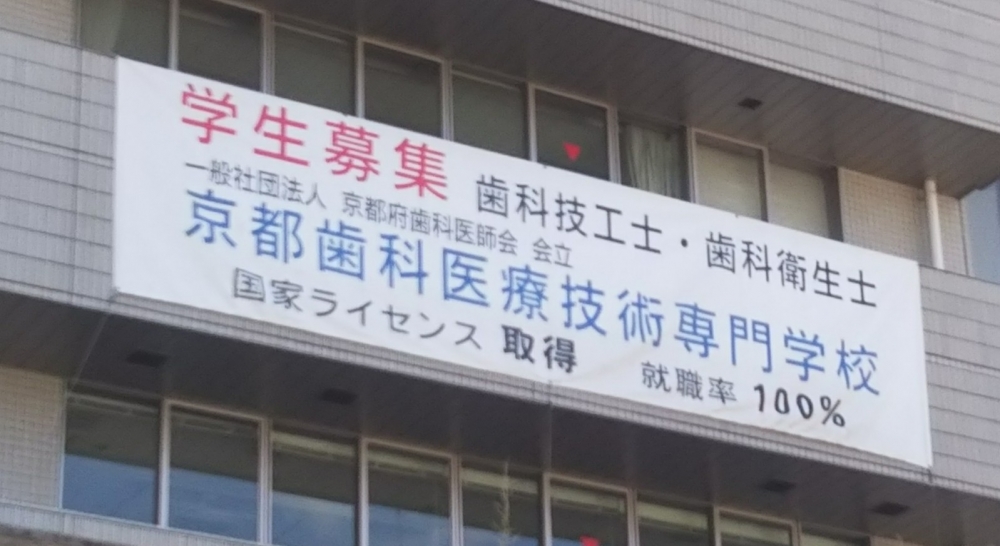 学生募集 歯科技工士・歯科衛生士
一般社団法人 京都府歯科医師会 会立
京都歯科医療技術専門学校
国家ライセンス 取得 就職率 100%